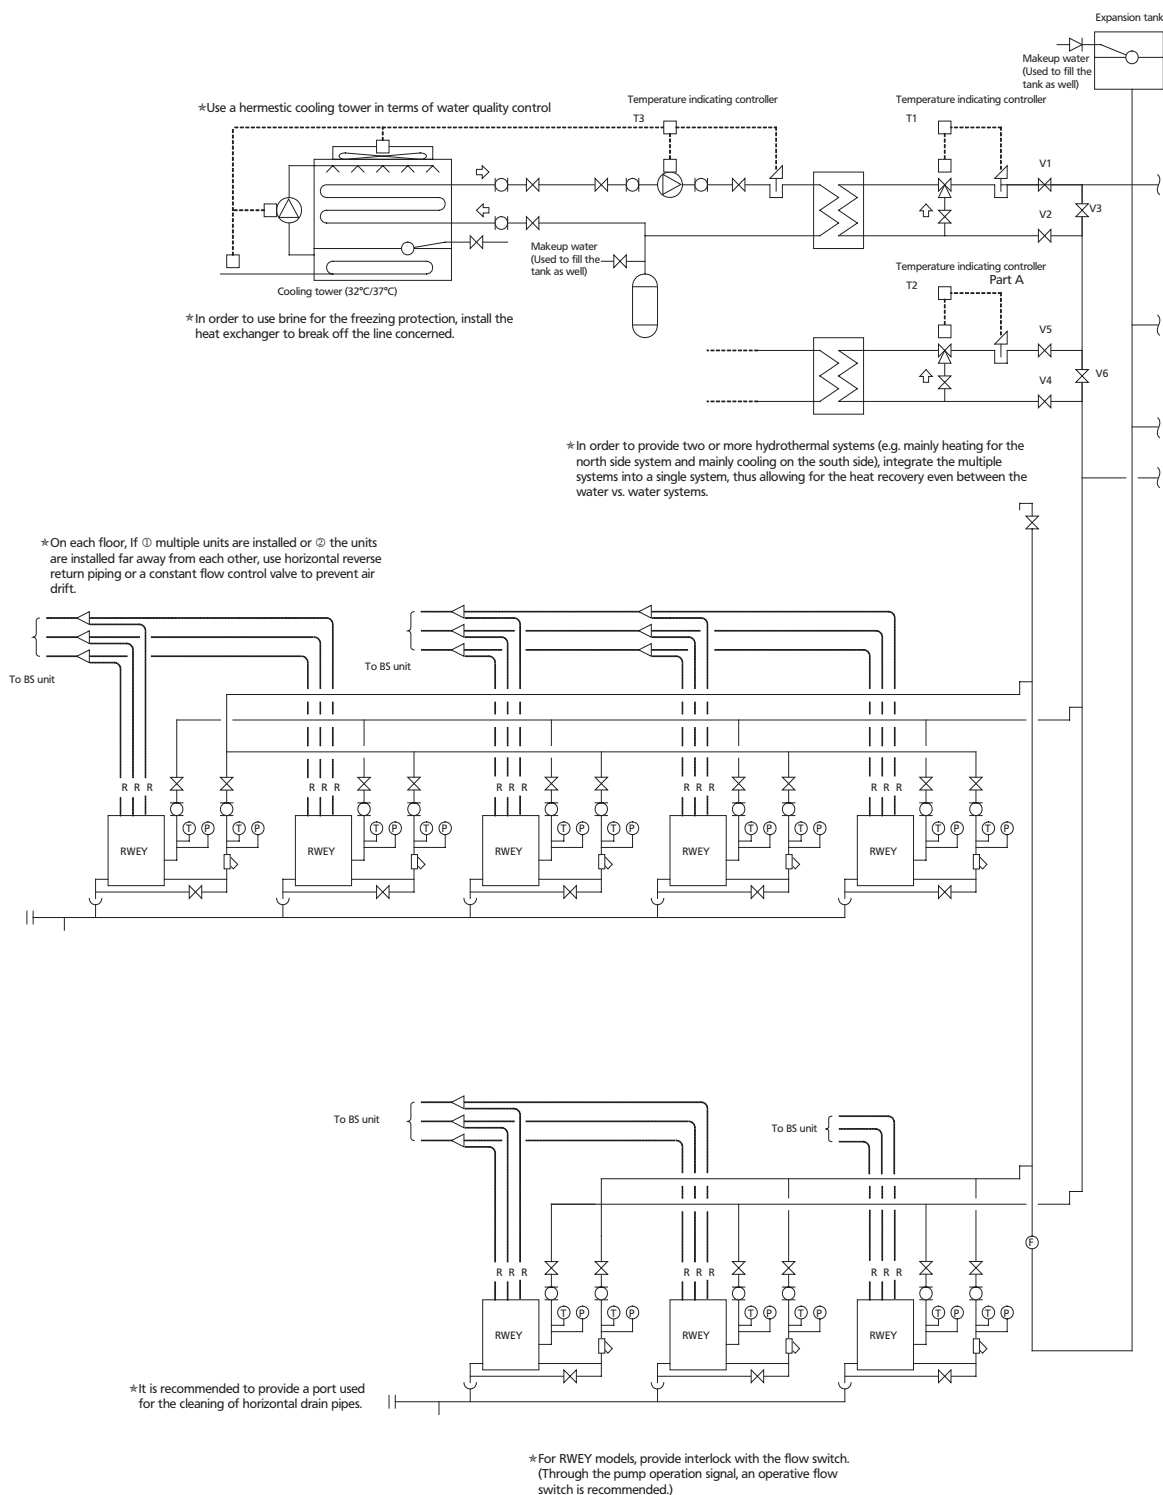 Expansion tank
Makeup water
(Used to fill the
tank as well)
✭Use a hermestic cooling tower in terms of water quality control
Temperature indicating controller
T3
Temperature indicating controller
T1
V1
V3
V2
Makeup water
(Used to fill the
tank as well)
Cooling tower (32°C/37°C)
Temperature indicating controller
Part A
T2
✭In order to use brine for the freezing protection, install the
heat exchanger to break off the line concerned.
V5
V6
V4
✭In order to provide two or more hydrothermal systems (e.g. mainly heating for the
north side system and mainly cooling on the south side), integrate the multiple
systems into a single system, thus allowing for the heat recovery even between the
water vs. water systems.
✭On each floor, If ① multiple units are installed or ② the units
are installed far away from each other, use horizontal reverse
return piping or a constant flow control valve to prevent air
drift.
To BS unit
To BS unit
R R R
R R R
R R R
R R R
R R R
T P T P
T P T P
T P T P
T P T P
T P T P
RWEY
RWEY
RWEY
RWEY
RWEY
To BS unit
To BS unit
F
R R R
R R R
R R R
T P T P
T P T P
T P T P
RWEY
RWEY
RWEY
✭It is recommended to provide a port used
for the cleaning of horizontal drain pipes.
✭For RWEY models, provide interlock with the flow switch.
(Through the pump operation signal, an operative flow
switch is recommended.)